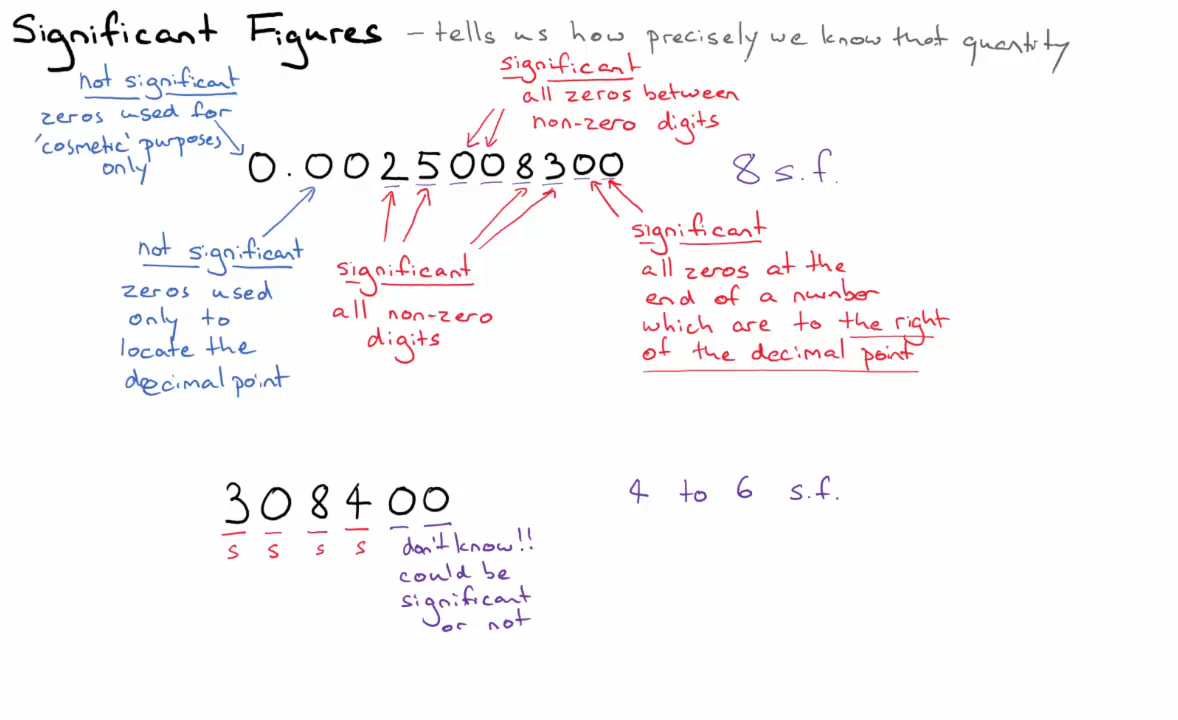 Significant Figures – tells us how precisely we know that quantity
not significant
zeros used for
'cosmetic' purposes
only
significant
all zeros between
non-zero digits
0.0025008300
8 s.f.
not significant
zeros used
only to
locate the
decimal point
significant
all non-zero
digits
significant
all zeros at the
end of a number
which are to the right
of the decimal point
308400
4 to 6 s.f.
s s s s
don't know!!
could be
significant
or not